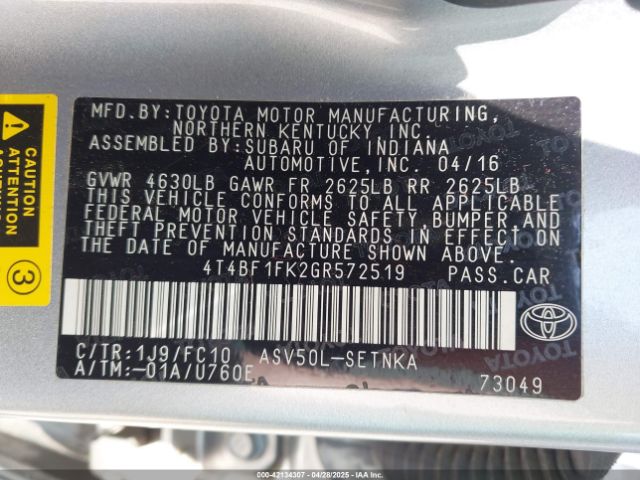 MFD.BY:TOYOTA MOTOR MANUFACTURING,
NORTHERN KENTUCKY,INC.
ASSEMBLED BY:SUBARU OF INDIANA
AUTOMOTIVE,INC. 04/16
GVWR 4630LB GAWR FR 2625LB RR 2625LB
THIS VEHICLE CONFORMS TO ALL APPLICABLE
FEDERAL MOTOR VEHICLE SAFETY, BUMPER AND
THEFT PREVENTION STANDARDS IN EFFECT ON
THE DATE OF MANUFACTURE SHOWN ABOVE.
4T4BF1FK2GR572519 PASS.CAR
C/TR:1J9/FC10 ASV50L-SETNKA
A/TM:-01A/U760E 73049
TOYOTA
CAUTION
ATTENTION
3
000-42134307 - 04/28/2025 - IAAI.COM